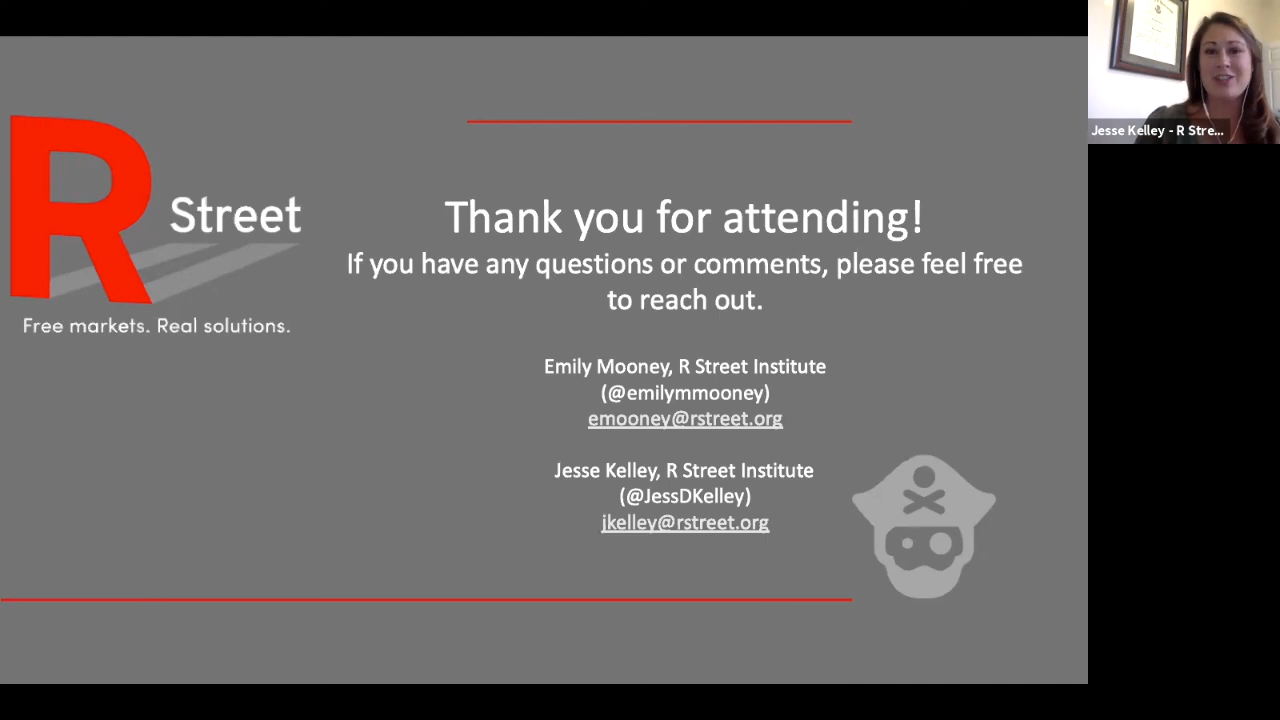 R Street
Free markets. Real solutions.
Thank you for attending!
If you have any questions or comments, please feel free
to reach out.
Emily Mooney, R Street Institute
(@emilymmooney)
emooney@rstreet.org
Jesse Kelley, R Street Institute
(@JessDKelley)
jkelley@rstreet.org
Jesse Kelley - R Stre...